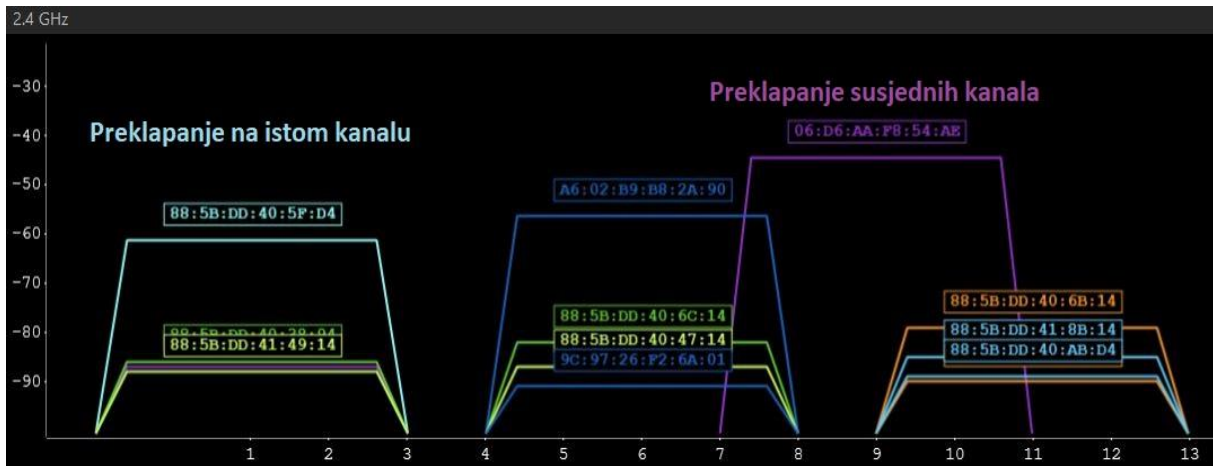 2.4 GHz
Preklapanje susjednih kanala
Preklapanje na istom kanalu
06:D6:AA:F8:54:AE
A6:02:B9:B8:2A:90
88:5B:DD:40:5F:D4
88:5B:DD:40:6B:14
88:5B:DD:40:6C:14
88:5B:DD:41:8B:14
88:5B:DD:41:49:14
88:5B:DD:40:47:14
88:5B:DD:40:AB:D4
9C:97:26:F2:6A:01
-30
-40
-50
-60
-70
-80
-90
1 2 3 4 5 6 7 8 9 10 11 12 13